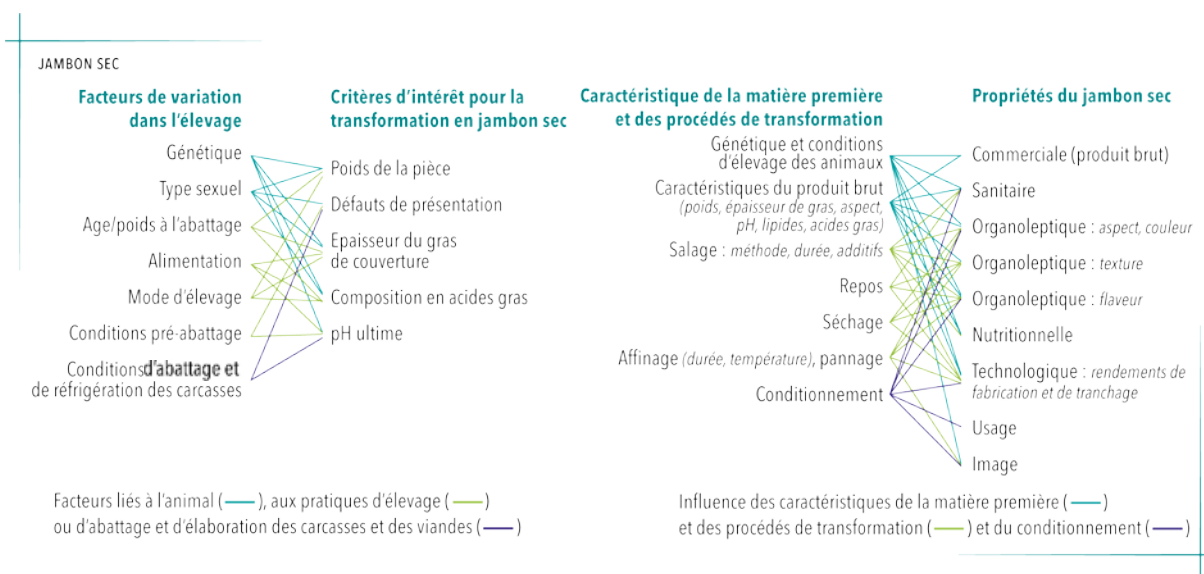 JAMBON SEC
Facteurs de variation
dans l'élevage
Génétique
Type sexuel
Age/poids à l'abattage
Alimentation
Mode d'élevage
Conditions pré-abattage
Conditions d'abattage et
de réfrigération des carcasses
Critères d'intérêt pour la
transformation en jambon sec
Poids de la pièce
Défauts de présentation
Epaisseur du gras
de couverture
Composition en acides gras
pH ultime
Facteurs liés à l'animal ( ), aux pratiques d'élevage ( )
ou d'abattage et d'élaboration des carcasses et des viandes ( )
Caractéristique de la matière première
et des procédés de transformation
Génétique et conditions
d'élevage des animaux
Caractéristiques du produit brut
(poids, épaisseur de gras, aspect,
pH, lipides, acides gras)
Salage : méthode, durée, additifs
Repos
Séchage
Affinage (durée, température), pannage
Conditionnement
Propriétés du jambon sec
Commerciale (produit brut)
Sanitaire
Organoleptique : aspect, couleur
Organoleptique : texture
Organoleptique : flaveur
Nutritionnelle
Technologique : rendements de
fabrication et de tranchage
Usage
Image
Influence des caractéristiques de la matière première ( )
et des procédés de transformation ( ) et du conditionnement ( )